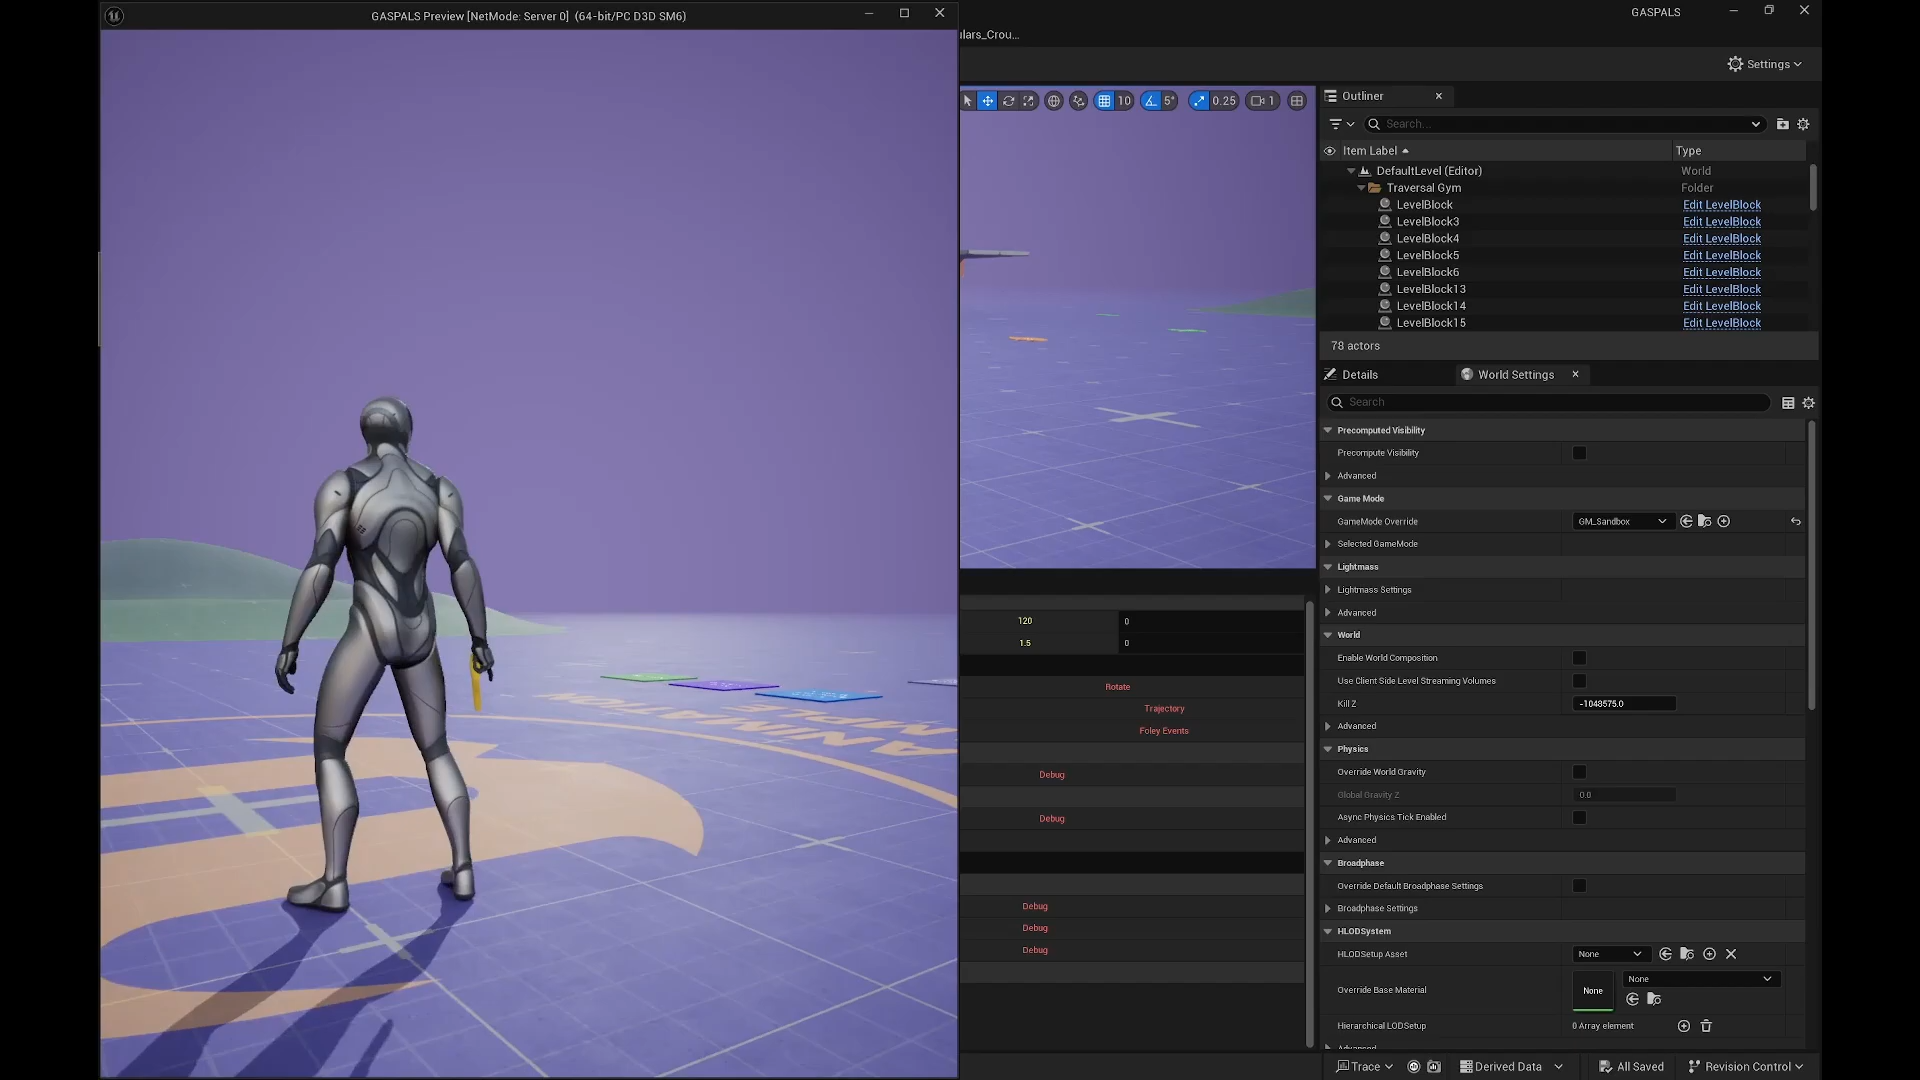 GASPALS Preview [NetMode: Server 0]  (64-bit/PC D3D SM6)
GASPALS
ulars_Crou...
Settings
10
5°
0.25
1
Outliner
Search...
Item Label
Type
DefaultLevel (Editor)
World
Traversal Gym
Folder
LevelBlock
Edit LevelBlock
LevelBlock3
Edit LevelBlock
LevelBlock4
Edit LevelBlock
LevelBlock5
Edit LevelBlock
LevelBlock6
Edit LevelBlock
LevelBlock13
Edit LevelBlock
LevelBlock14
Edit LevelBlock
LevelBlock15
Edit LevelBlock
78 actors
Details
World Settings
Search
Precomputed Visibility
Precompute Visibility
Advanced
Game Mode
GameMode Override
GM_Sandbox
Selected GameMode
Lightmass
Lightmass Settings
Advanced
World
Enable World Composition
Use Client Side Level Streaming Volumes
Kill Z
-1048575.0
Advanced
Physics
Override World Gravity
Global Gravity Z
0.0
Async Physics Tick Enabled
Advanced
Broadphase
Override Default Broadphase Settings
Broadphase Settings
HLODSystem
HLODSetup Asset
None
Override Base Material
None
None
Hierarchical LODSetup
0 Array element
Advanced
120
0
1.5
0
Rotate
Trajectory
Foley Events
Debug
Debug
Debug
Debug
Debug
ANIMATION
Trace
Derived Data
All Saved
Revision Control